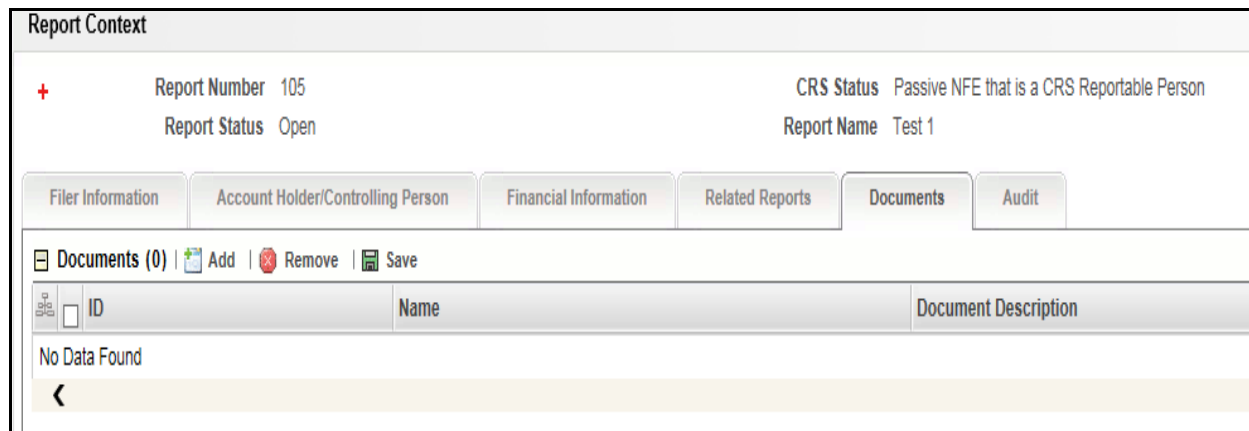 Report Context
Report Number 105 CRS Status Passive NFE that is a CRS Reportable Person
Report Status Open Report Name Test 1
Filer Information Account Holder/Controlling Person Financial Information Related Reports Documents Audit
Documents (0) | Add | Remove | Save
ID Name Document Description
No Data Found